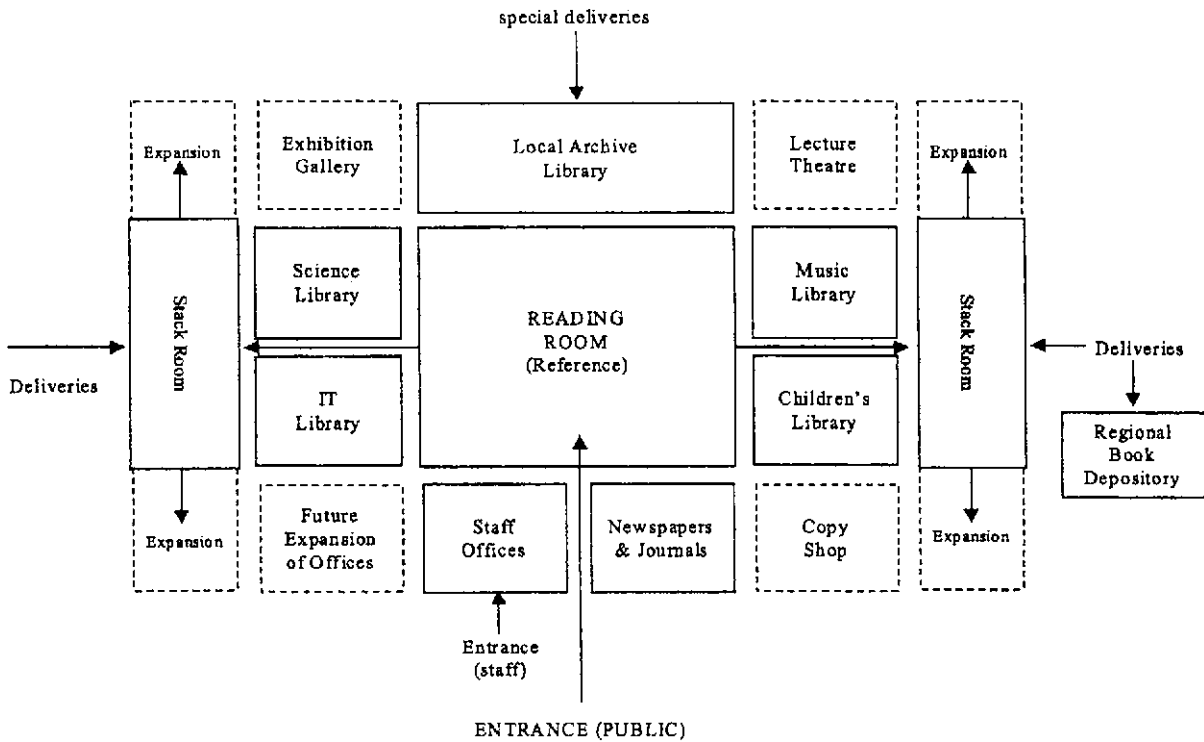 special deliveries
Expansion
Exhibition
Gallery
Local Archive
Library
Lecture
Theatre
Expansion
Stack Room
Science
Library
READING
ROOM
(Reference)
Music
Library
Stack Room
Deliveries
Deliveries
IT
Library
Children's
Library
Regional
Book
Depository
Expansion
Future
Expansion
of Offices
Staff
Offices
Newspapers
& Journals
Copy
Shop
Expansion
Entrance
(staff)
ENTRANCE (PUBLIC)